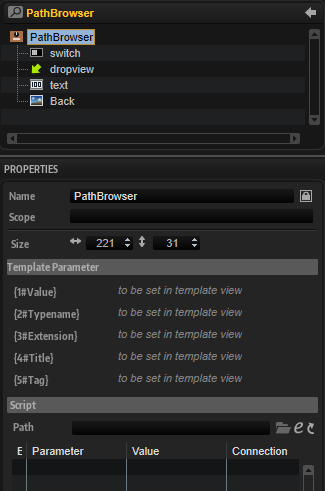 PathBrowser
PathBrowser
switch
dropview
text
Back
PROPERTIES
Name PathBrowser
Scope
Size 221 31
Template Parameter
{1#Value} to be set in template view
{2#Typename} to be set in template view
{3#Extension} to be set in template view
{4#Title} to be set in template view
{5#Tag} to be set in template view
Script
Path
E Parameter Value Connection